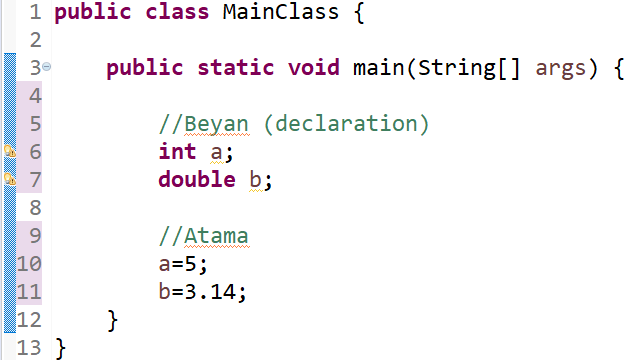 1 public class MainClass {
2
3 public static void main(String[] args) {
4
5 //Beyan (declaration)
6 int a;
7 double b;
8
9 //Atama
10 a=5;
11 b=3.14;
12 }
13 }